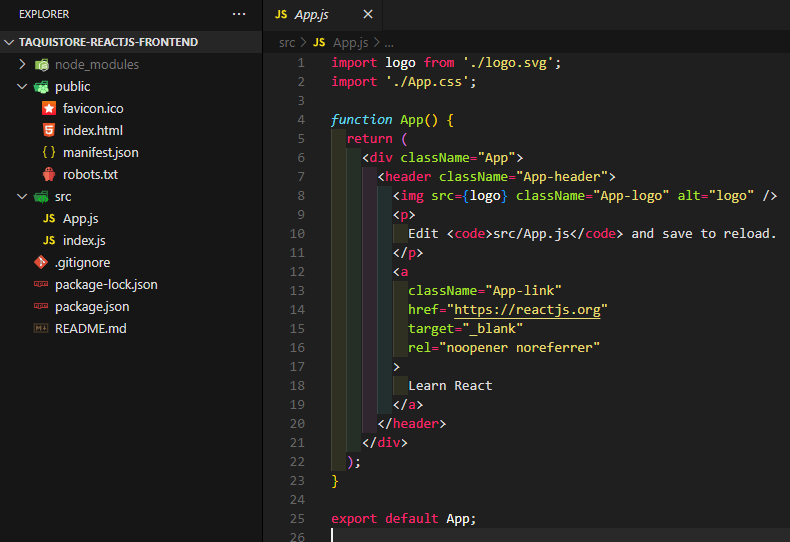 EXPLORER ...
TAQUISTORE-REACTJS-FRONTEND
node_modules
public
favicon.ico
index.html
manifest.json
robots.txt
src
JS App.js
JS index.js
.gitignore
package-lock.json
package.json
README.md
JS App.js
src > JS App.js > ...
1 import logo from './logo.svg';
2 import './App.css';
3
4 function App() {
5 return (
6 <div className="App">
7 <header className="App-header">
8 <img src={logo} className="App-logo" alt="logo" />
9 <p>
10 Edit <code>src/App.js</code> and save to reload.
11 </p>
12 <a
13 className="App-link"
14 href="https://reactjs.org"
15 target="_blank"
16 rel="noopener noreferrer"
17 >
18 Learn React
19 </a>
20 </header>
21 </div>
22 );
23 }
24
25 export default App;
26